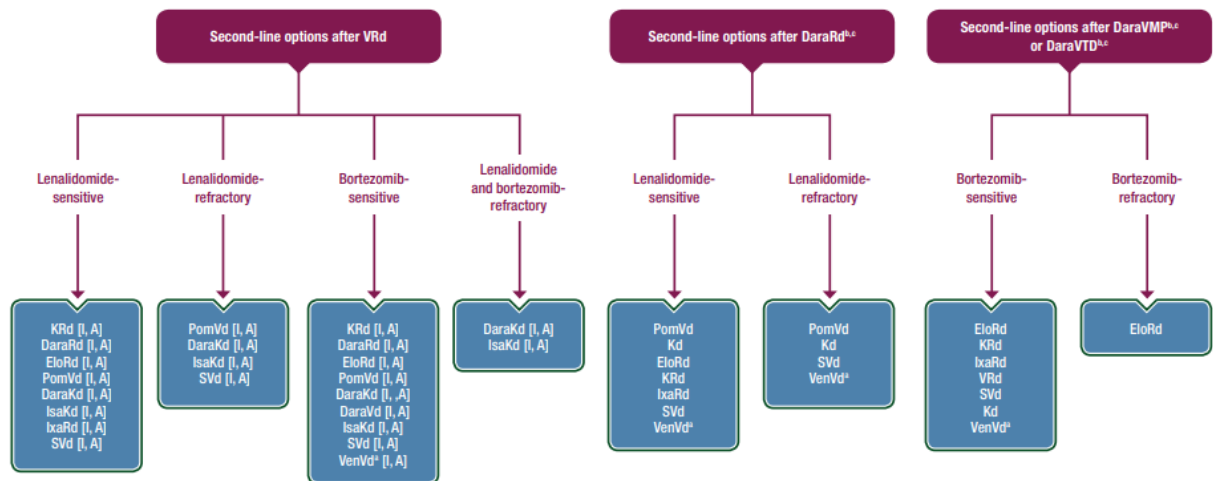 Second-line options after VRd
Second-line options after DaraRdᵇ,ᶜ
Second-line options after DaraVMPᵇ,ᶜ
or DaraVTDᵇ,ᶜ
Lenalidomide-
sensitive
Lenalidomide-
refractory
Bortezomib-
sensitive
Lenalidomide
and bortezomib-
refractory
Lenalidomide-
sensitive
Lenalidomide-
refractory
Bortezomib-
sensitive
Bortezomib-
refractory
KRd [I, A]
DaraRd [I, A]
EloRd [I, A]
PomVd [I, A]
DaraKd [I, A]
IsaKd [I, A]
IxaRd [I, A]
SVd [I, A]
PomVd [I, A]
DaraKd [I, A]
IsaKd [I, A]
SVd [I, A]
KRd [I, A]
DaraRd [I, A]
EloRd [I, A]
PomVd [I, A]
DaraKd [I, ,A]
DaraVd [I, A]
IsaKd [I, A]
SVd [I, A]
VenVdᵃ [I, A]
DaraKd [I, A]
IsaKd [I, A]
PomVd
Kd
EloRd
KRd
IxaRd
SVd
VenVdᵃ
PomVd
Kd
SVd
VenVdᵃ
EloRd
KRd
IxaRd
VRd
SVd
Kd
VenVdᵃ
EloRd